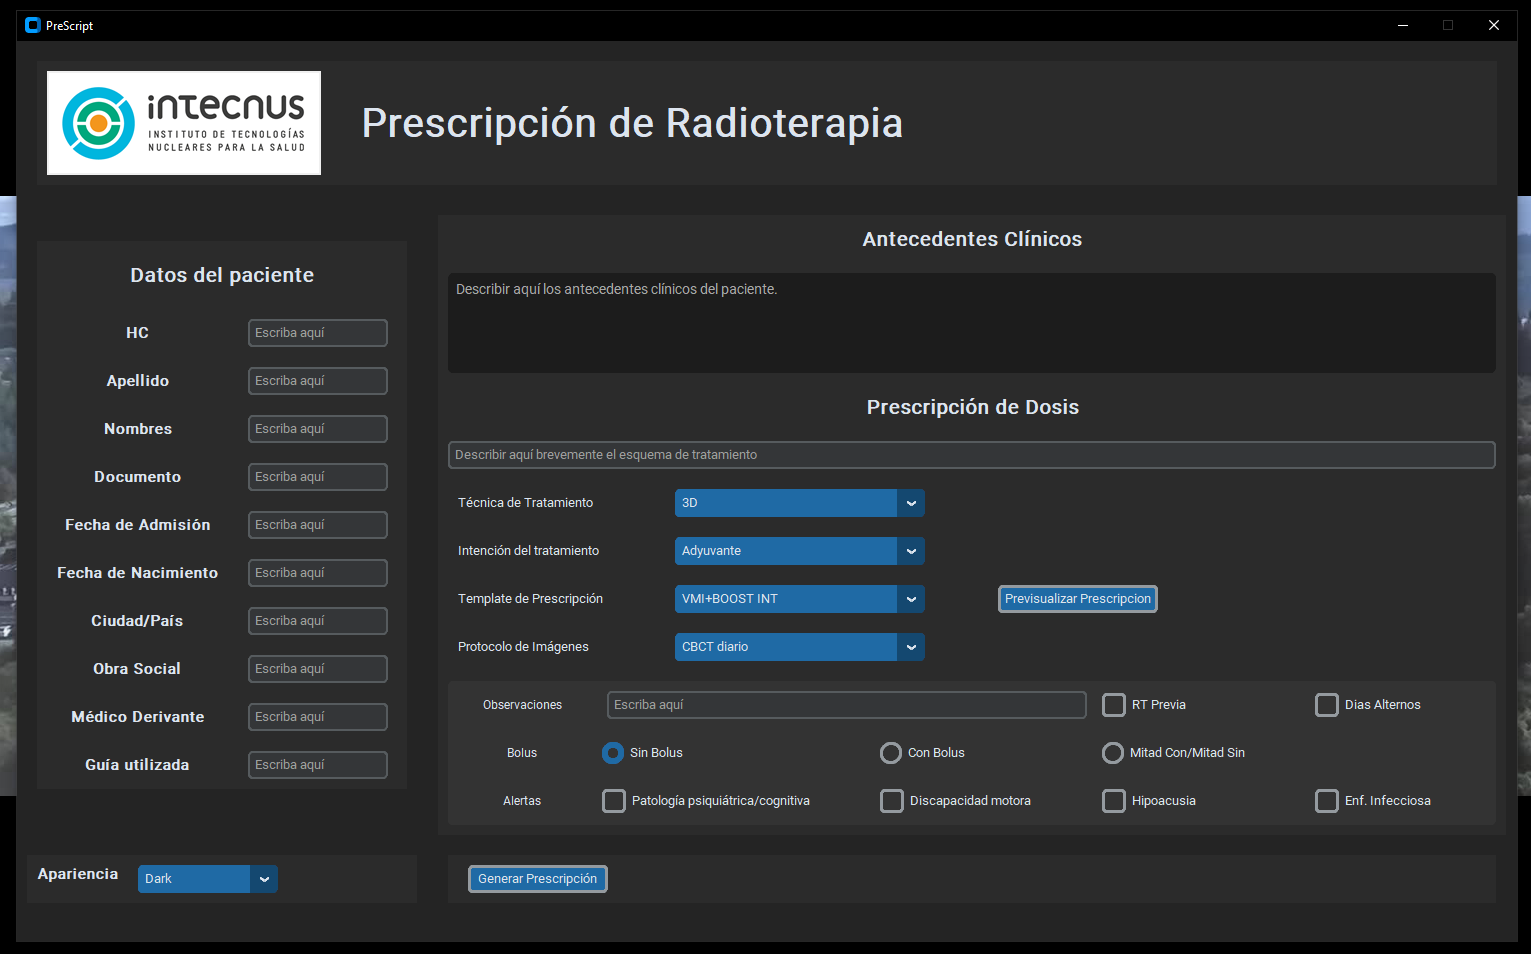 PreScript
intecnus
INSTITUTO DE TECNOLOGÍAS
NUCLEARES PARA LA SALUD
Prescripción de Radioterapia
Datos del paciente
HC
Escriba aquí
Apellido
Escriba aquí
Nombres
Escriba aquí
Documento
Escriba aquí
Fecha de Admisión
Escriba aquí
Fecha de Nacimiento
Escriba aquí
Ciudad/País
Escriba aquí
Obra Social
Escriba aquí
Médico Derivante
Escriba aquí
Guía utilizada
Escriba aquí
Antecedentes Clínicos
Describir aquí los antecedentes clínicos del paciente.
Prescripción de Dosis
Describir aquí brevemente el esquema de tratamiento
Técnica de Tratamiento
3D
Intención del tratamiento
Adyuvante
Template de Prescripción
VMI+BOOST INT
Previsualizar Prescripcion
Protocolo de Imágenes
CBCT diario
Observaciones
Escriba aquí
RT Previa
Dias Alternos
Bolus
Sin Bolus
Con Bolus
Mitad Con/Mitad Sin
Alertas
Patología psiquiátrica/cognitiva
Discapacidad motora
Hipoacusia
Enf. Infecciosa
Apariencia
Dark
Generar Prescripción